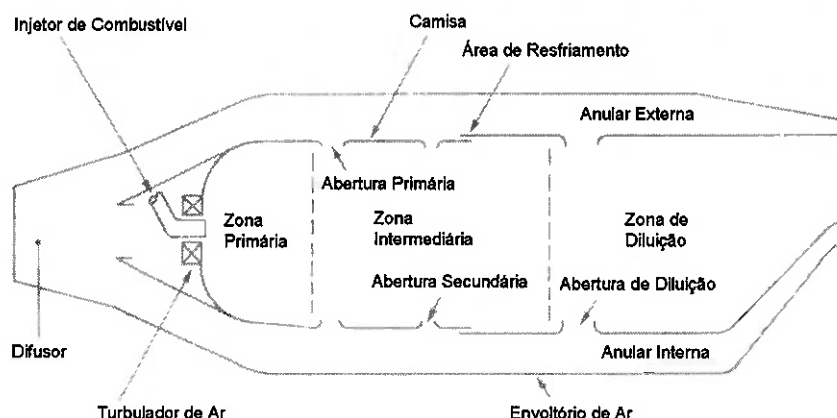 Injetor de Combustível
Camisa
Área de Resfriamento
Anular Externa
Abertura Primária
Zona
Primária
Zona
Intermediária
Zona de
Diluição
Abertura Secundária
Abertura de Diluição
Difusor
Anular Interna
Turbulador de Ar
Envoltório de Ar